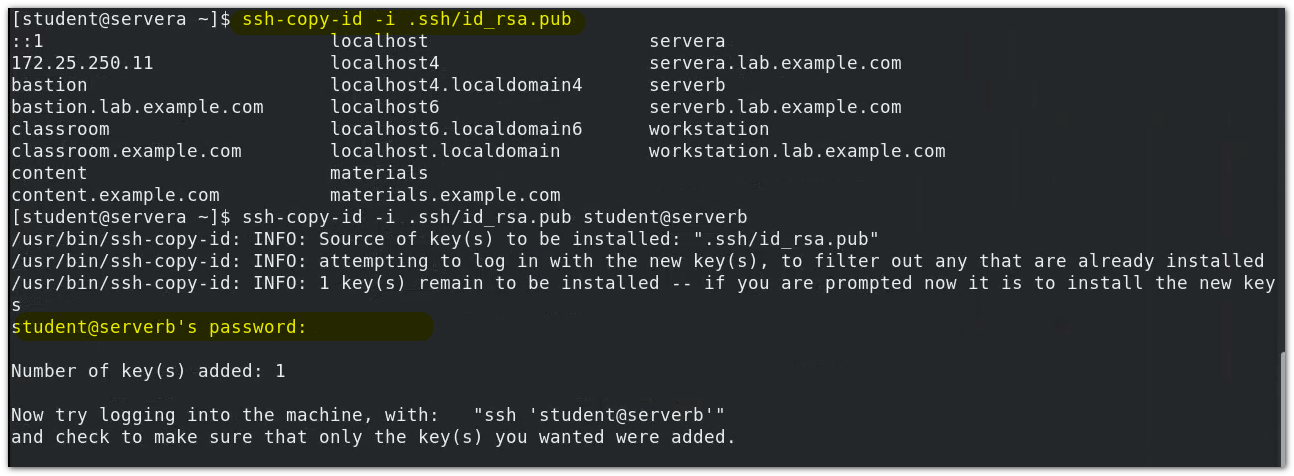 [student@servera ~]$ ssh-copy-id -i .ssh/id_rsa.pub
::1                          localhost                    servera
172.25.250.11                localhost4                   servera.lab.example.com
bastion                      localhost4.localdomain4      serverb
bastion.lab.example.com      localhost6                   serverb.lab.example.com
classroom                    localhost6.localdomain6      workstation
classroom.example.com        localhost.localdomain        workstation.lab.example.com
content                      materials
content.example.com          materials.example.com
[student@servera ~]$ ssh-copy-id -i .ssh/id_rsa.pub student@serverb
/usr/bin/ssh-copy-id: INFO: Source of key(s) to be installed: ".ssh/id_rsa.pub"
/usr/bin/ssh-copy-id: INFO: attempting to log in with the new key(s), to filter out any that are already installed
/usr/bin/ssh-copy-id: INFO: 1 key(s) remain to be installed -- if you are prompted now it is to install the new key
s
student@serverb's password:
Number of key(s) added: 1
Now try logging into the machine, with:   "ssh 'student@serverb'"
and check to make sure that only the key(s) you wanted were added.